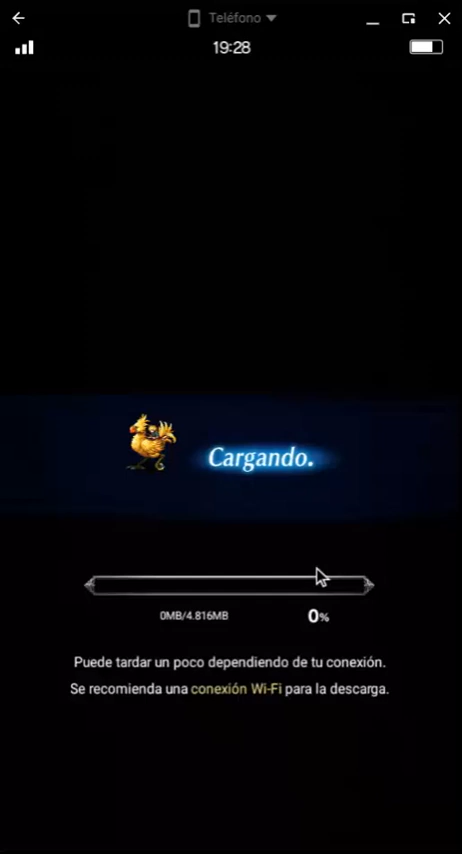 Teléfono
19:28
Cargando.
0MB/4.816MB 0%
Puede tardar un poco dependiendo de tu conexión.
Se recomienda una conexión Wi-Fi para la descarga.